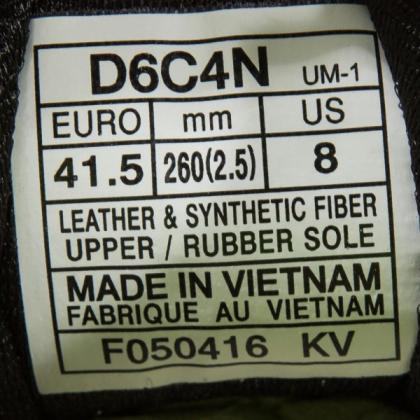 D6C4N UM-1
EURO mm US
41.5 260(2.5) 8
LEATHER & SYNTHETIC FIBER
UPPER / RUBBER SOLE
MADE IN VIETNAM
FABRIQUE AU VIETNAM
F050416 KV